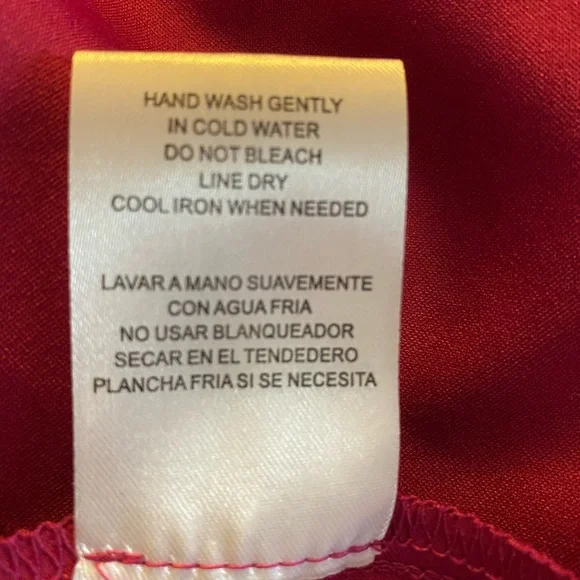 HAND WASH GENTLY
IN COLD WATER
DO NOT BLEACH
LINE DRY
COOL IRON WHEN NEEDED
LAVAR A MANO SUAVEMENTE
CON AGUA FRIA
NO USAR BLANQUEADOR
SECAR EN EL TENDEDERO
PLANCHA FRIA SI SE NECESITA